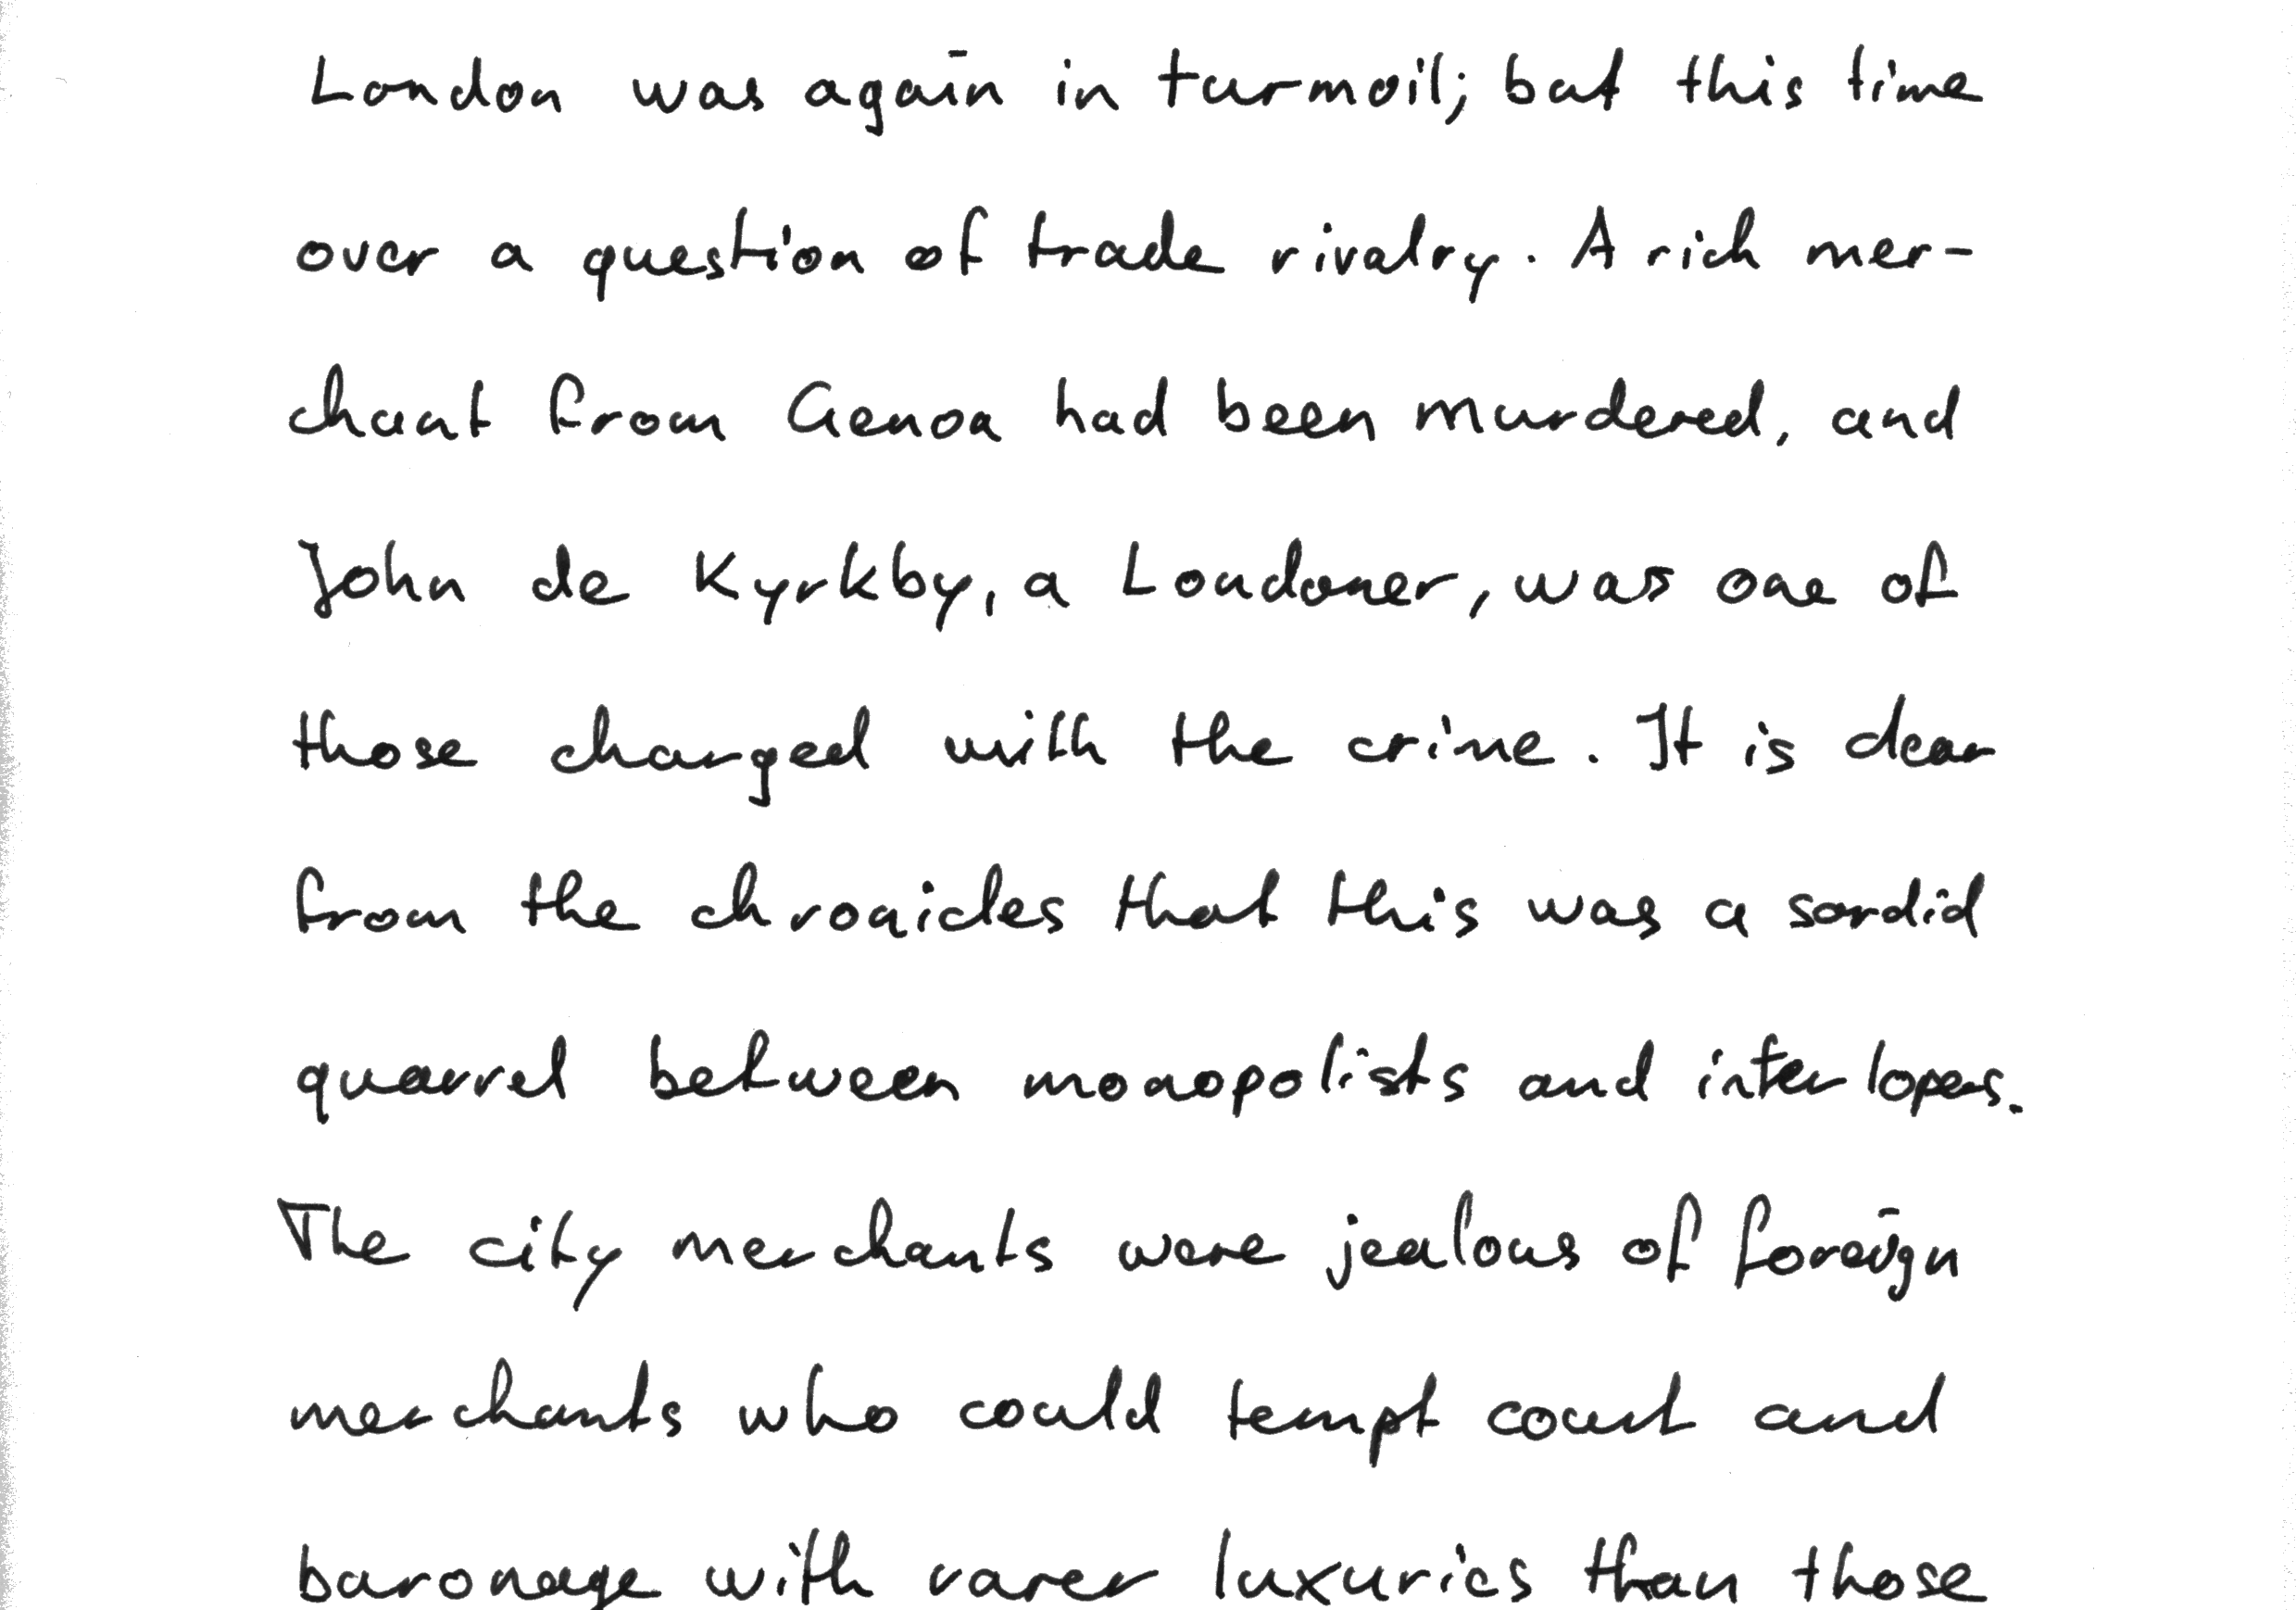 London was again in turmoil; but this time
over a question of trade rivalry. A rich mer-
chant from Genoa had been murdered, and
John de Kyrkby, a Londoner, was one of
those charged with the crime. It is clear
from the chronicles that this was a sordid
quarrel between monopolists and interlopers.
The city merchants were jealous of foreign
merchants who could tempt court and
baronage with rarer luxuries than those